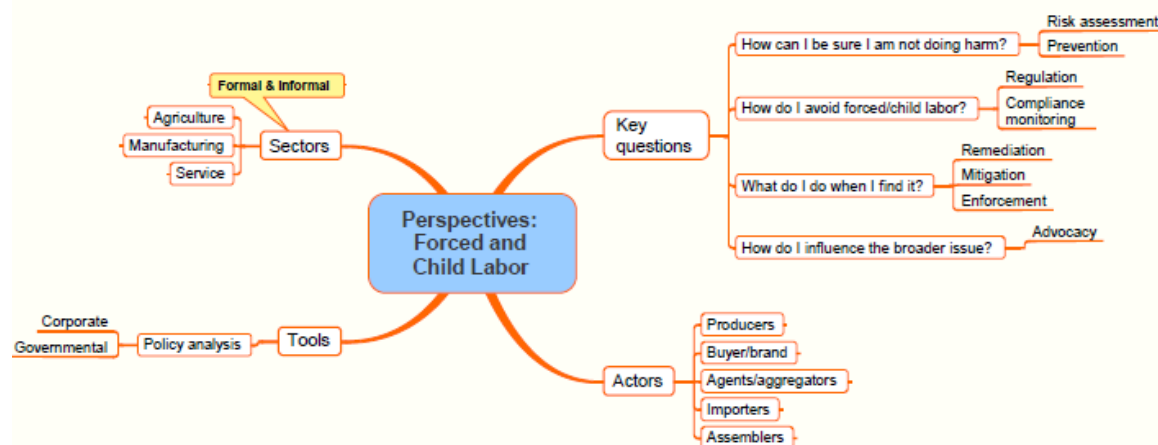 Perspectives:
Forced and
Child Labor
Key
questions
How can I be sure I am not doing harm?
Risk assessment
Prevention
How do I avoid forced/child labor?
Regulation
Compliance
monitoring
What do I do when I find it?
Remediation
Mitigation
Enforcement
How do I influence the broader issue?
Advocacy
Actors
Producers
Buyer/brand
Agents/aggregators
Importers
Assemblers
Tools
Policy analysis
Corporate
Governmental
Sectors
Formal & Informal
Agriculture
Manufacturing
Service